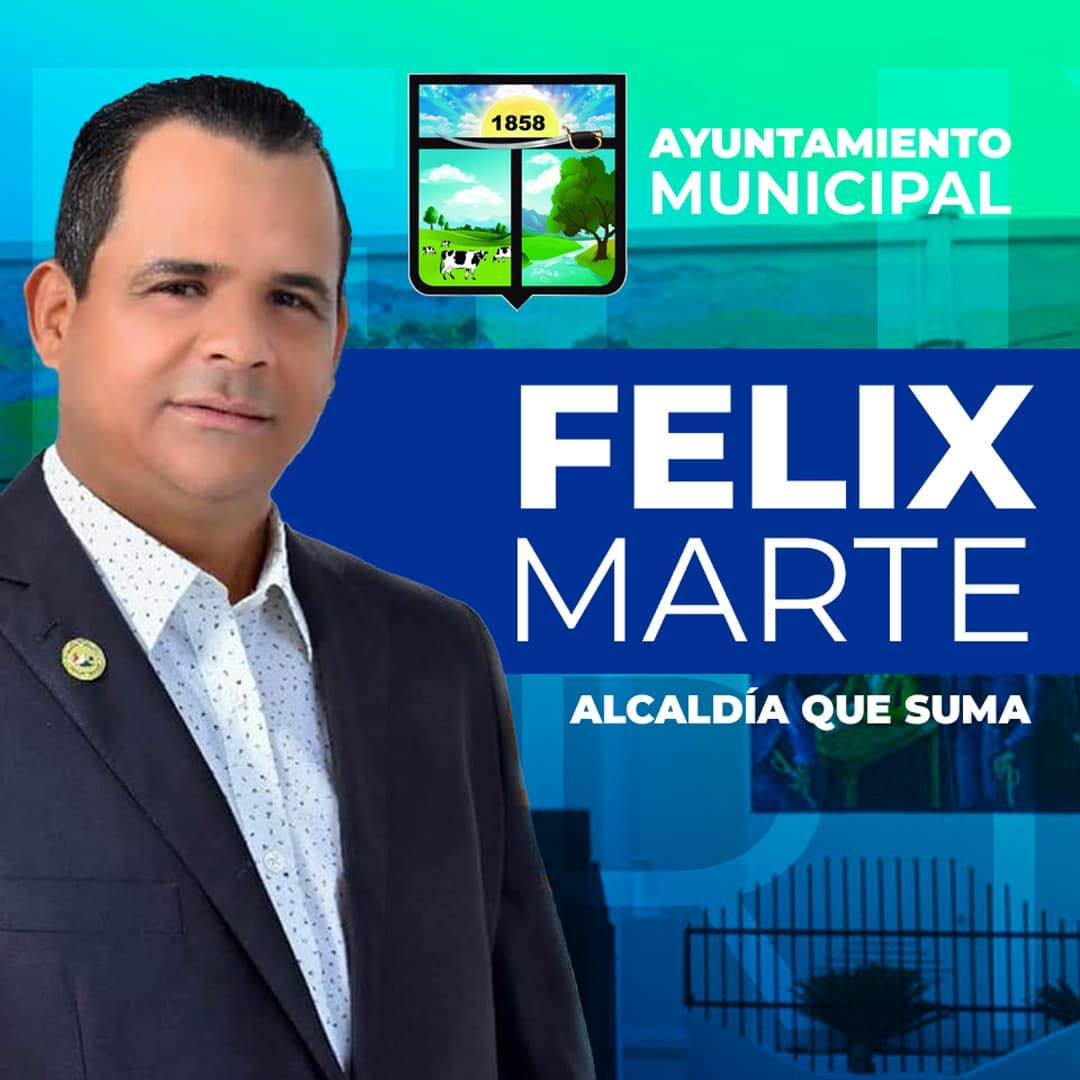 1858
AYUNTAMIENTO
MUNICIPAL
FELIX
MARTE
ALCALDÍA QUE SUMA